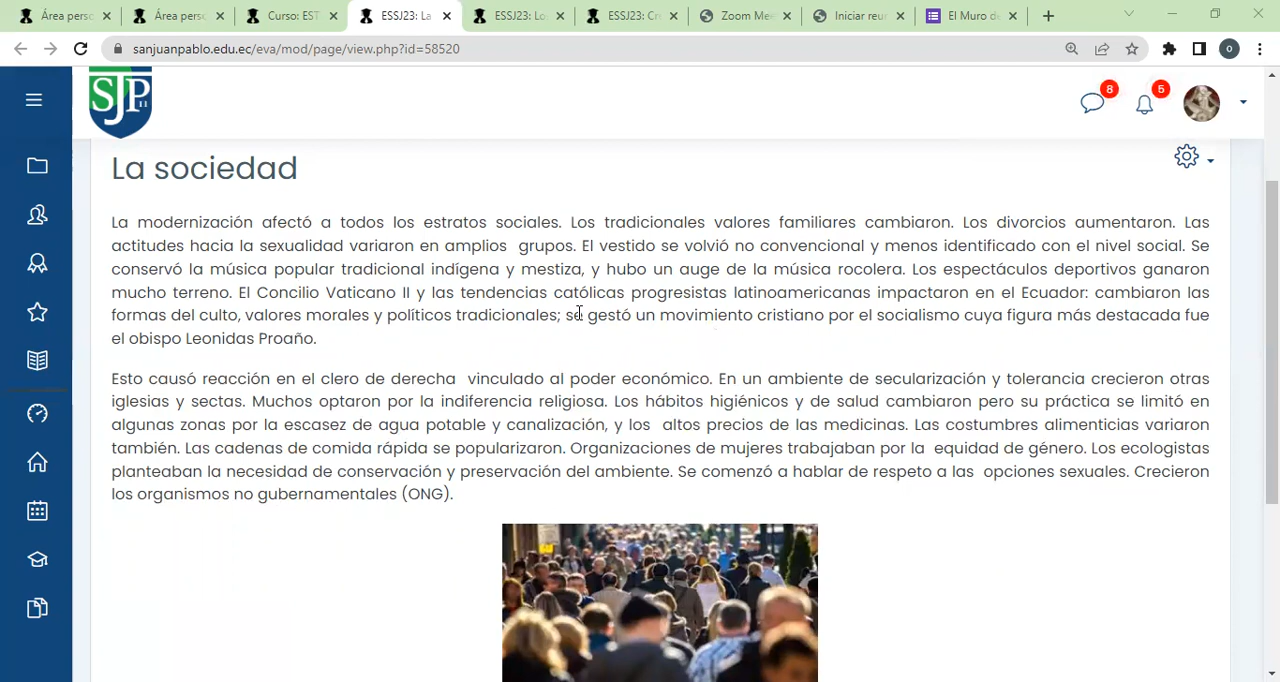 Área perso
Área perso
Curso: EST
ESSJ23: La
ESSJ23: Lo
ESSJ23: Cr
Zoom Mee
Iniciar reu
El Muro de
sanjuanpablo.edu.ec/eva/mod/page/view.php?id=58520
O
SJP II
8
5
La sociedad
La modernización afectó a todos los estratos sociales. Los tradicionales valores familiares cambiaron. Los divorcios aumentaron. Las
actitudes hacia la sexualidad variaron en amplios grupos. El vestido se volvió no convencional y menos identificado con el nivel social. Se
conservó la música popular tradicional indígena y mestiza, y hubo un auge de la música rocolera. Los espectáculos deportivos ganaron
mucho terreno. El Concilio Vaticano II y las tendencias católicas progresistas latinoamericanas impactaron en el Ecuador: cambiaron las
formas del culto, valores morales y políticos tradicionales; se gestó un movimiento cristiano por el socialismo cuya figura más destacada fue
el obispo Leonidas Proaño.
Esto causó reacción en el clero de derecha vinculado al poder económico. En un ambiente de secularización y tolerancia crecieron otras
iglesias y sectas. Muchos optaron por la indiferencia religiosa. Los hábitos higiénicos y de salud cambiaron pero su práctica se limitó en
algunas zonas por la escasez de agua potable y canalización, y los altos precios de las medicinas. Las costumbres alimenticias variaron
también. Las cadenas de comida rápida se popularizaron. Organizaciones de mujeres trabajaban por la equidad de género. Los ecologistas
planteaban la necesidad de conservación y preservación del ambiente. Se comenzó a hablar de respeto a las opciones sexuales. Crecieron
los organismos no gubernamentales (ONG).